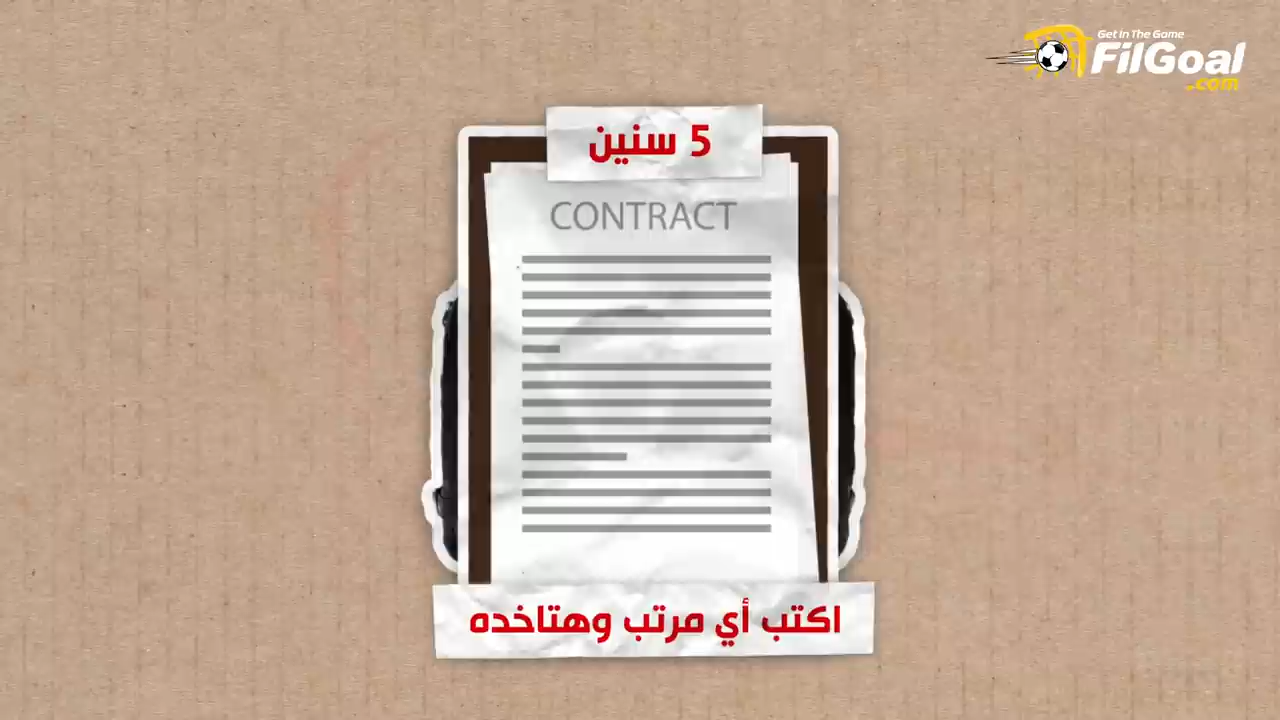 Get In The Game
FilGoal
.com
5 سنين
CONTRACT
اكتب أي مرتب وهتاخده